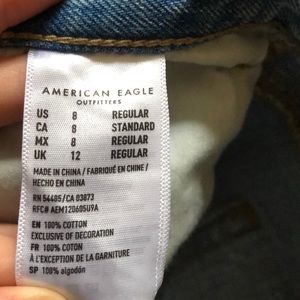 AMERICAN EAGLE
OUTFITTERS
US 8 REGULAR
CA 8 STANDARD
MX 8 REGULAR
UK 12 REGULAR
MADE IN CHINA / FABRIQUÉ EN CHINE /
HECHO EN CHINA
RN 54485/CA 03873
RFC# AEM120605U9A
EN 100% COTTON
EXCLUSIVE OF DECORATION
FR 100% COTON
À L'EXCEPTION DE LA GARNITURE
SP 100% algodón